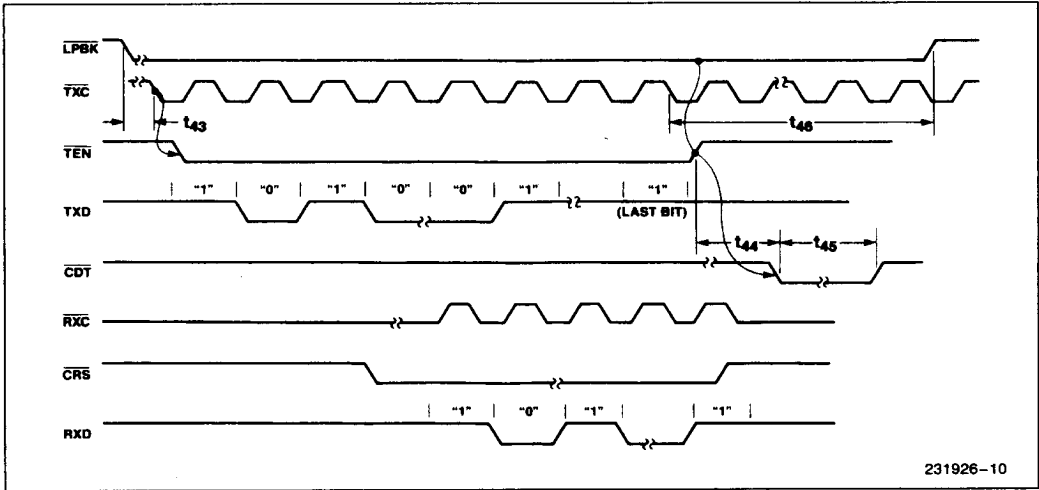 LPBK
TXC
t43
t46
TEN
"1" "0" "1" "0" "0" "1" "1"
TXD
(LAST BIT)
t44 t45
CDT
RXC
CRS
"1" "0" "1" "1"
RXD
231926-10